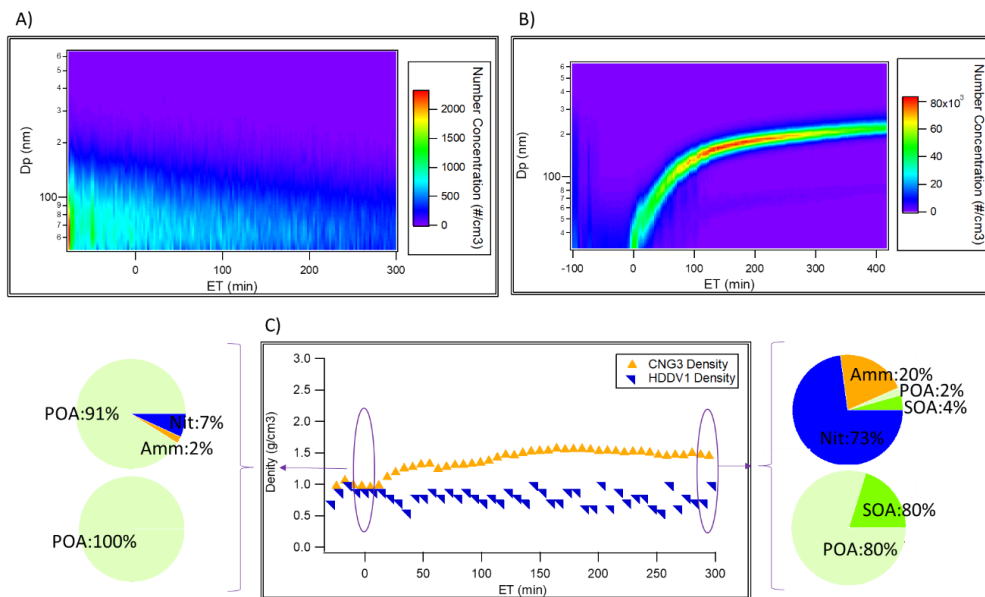 A)
B)
6
5
4
3
2
100
9
8
7
6
Dp (nm)
0
100
200
300
ET (min)
2000
1500
1000
500
0
Number Concentration (#/cm3)
6
5
4
3
2
100
8
6
5
4
Dp (nm)
-100
0
100
200
300
400
ET (min)
80x10³
60
40
20
0
Number Concentration (#/cm3)
C)
POA:91%
Nit:7%
Amm:2%
POA:100%
3.0
2.5
2.0
1.5
1.0
0.5
0.0
Denity (g/cm3)
CNG3 Density
HDDV1 Density
0
50
100
150
200
250
300
ET (min)
Amm:20%
POA:2%
SOA:4%
Nit:73%
SOA:80%
POA:80%